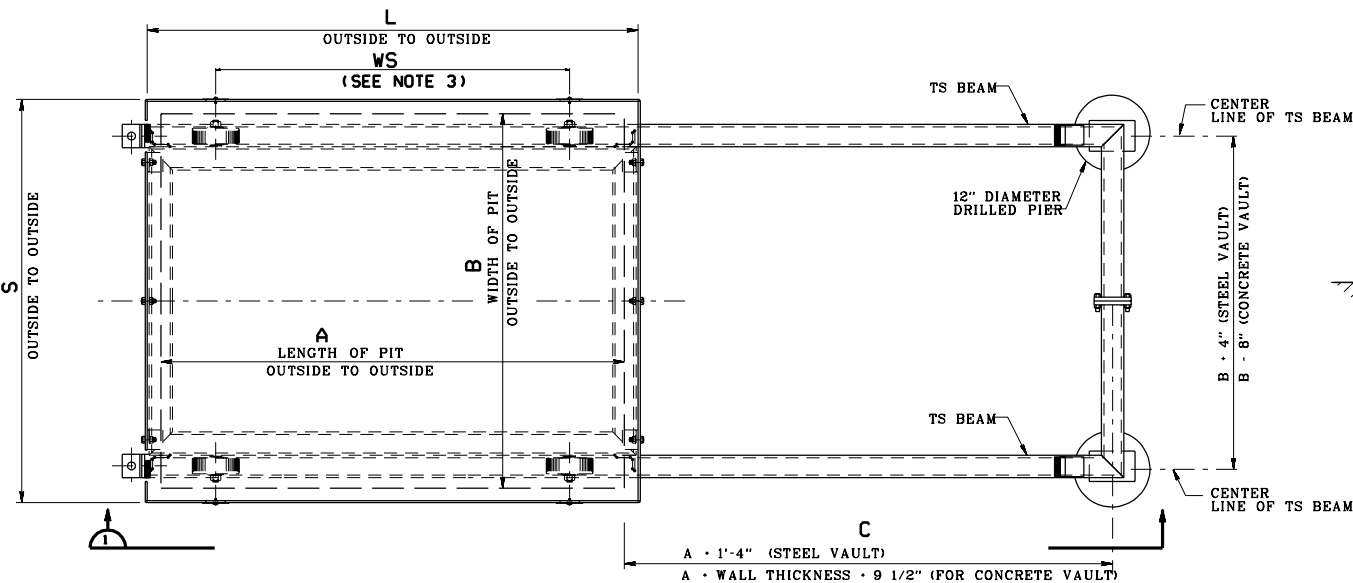 L
OUTSIDE TO OUTSIDE
WS
(SEE NOTE 3)
TS BEAM
CENTER
LINE OF TS BEAM
S
OUTSIDE TO OUTSIDE
B
WIDTH OF PIT
OUTSIDE TO OUTSIDE
12" DIAMETER
DRILLED PIER
B + 4" (STEEL VAULT)
B - 8" (CONCRETE VAULT)
A
LENGTH OF PIT
OUTSIDE TO OUTSIDE
TS BEAM
CENTER
LINE OF TS BEAM
1
C
A + 1'-4" (STEEL VAULT)
A + WALL THICKNESS + 9 1/2" (FOR CONCRETE VAULT)